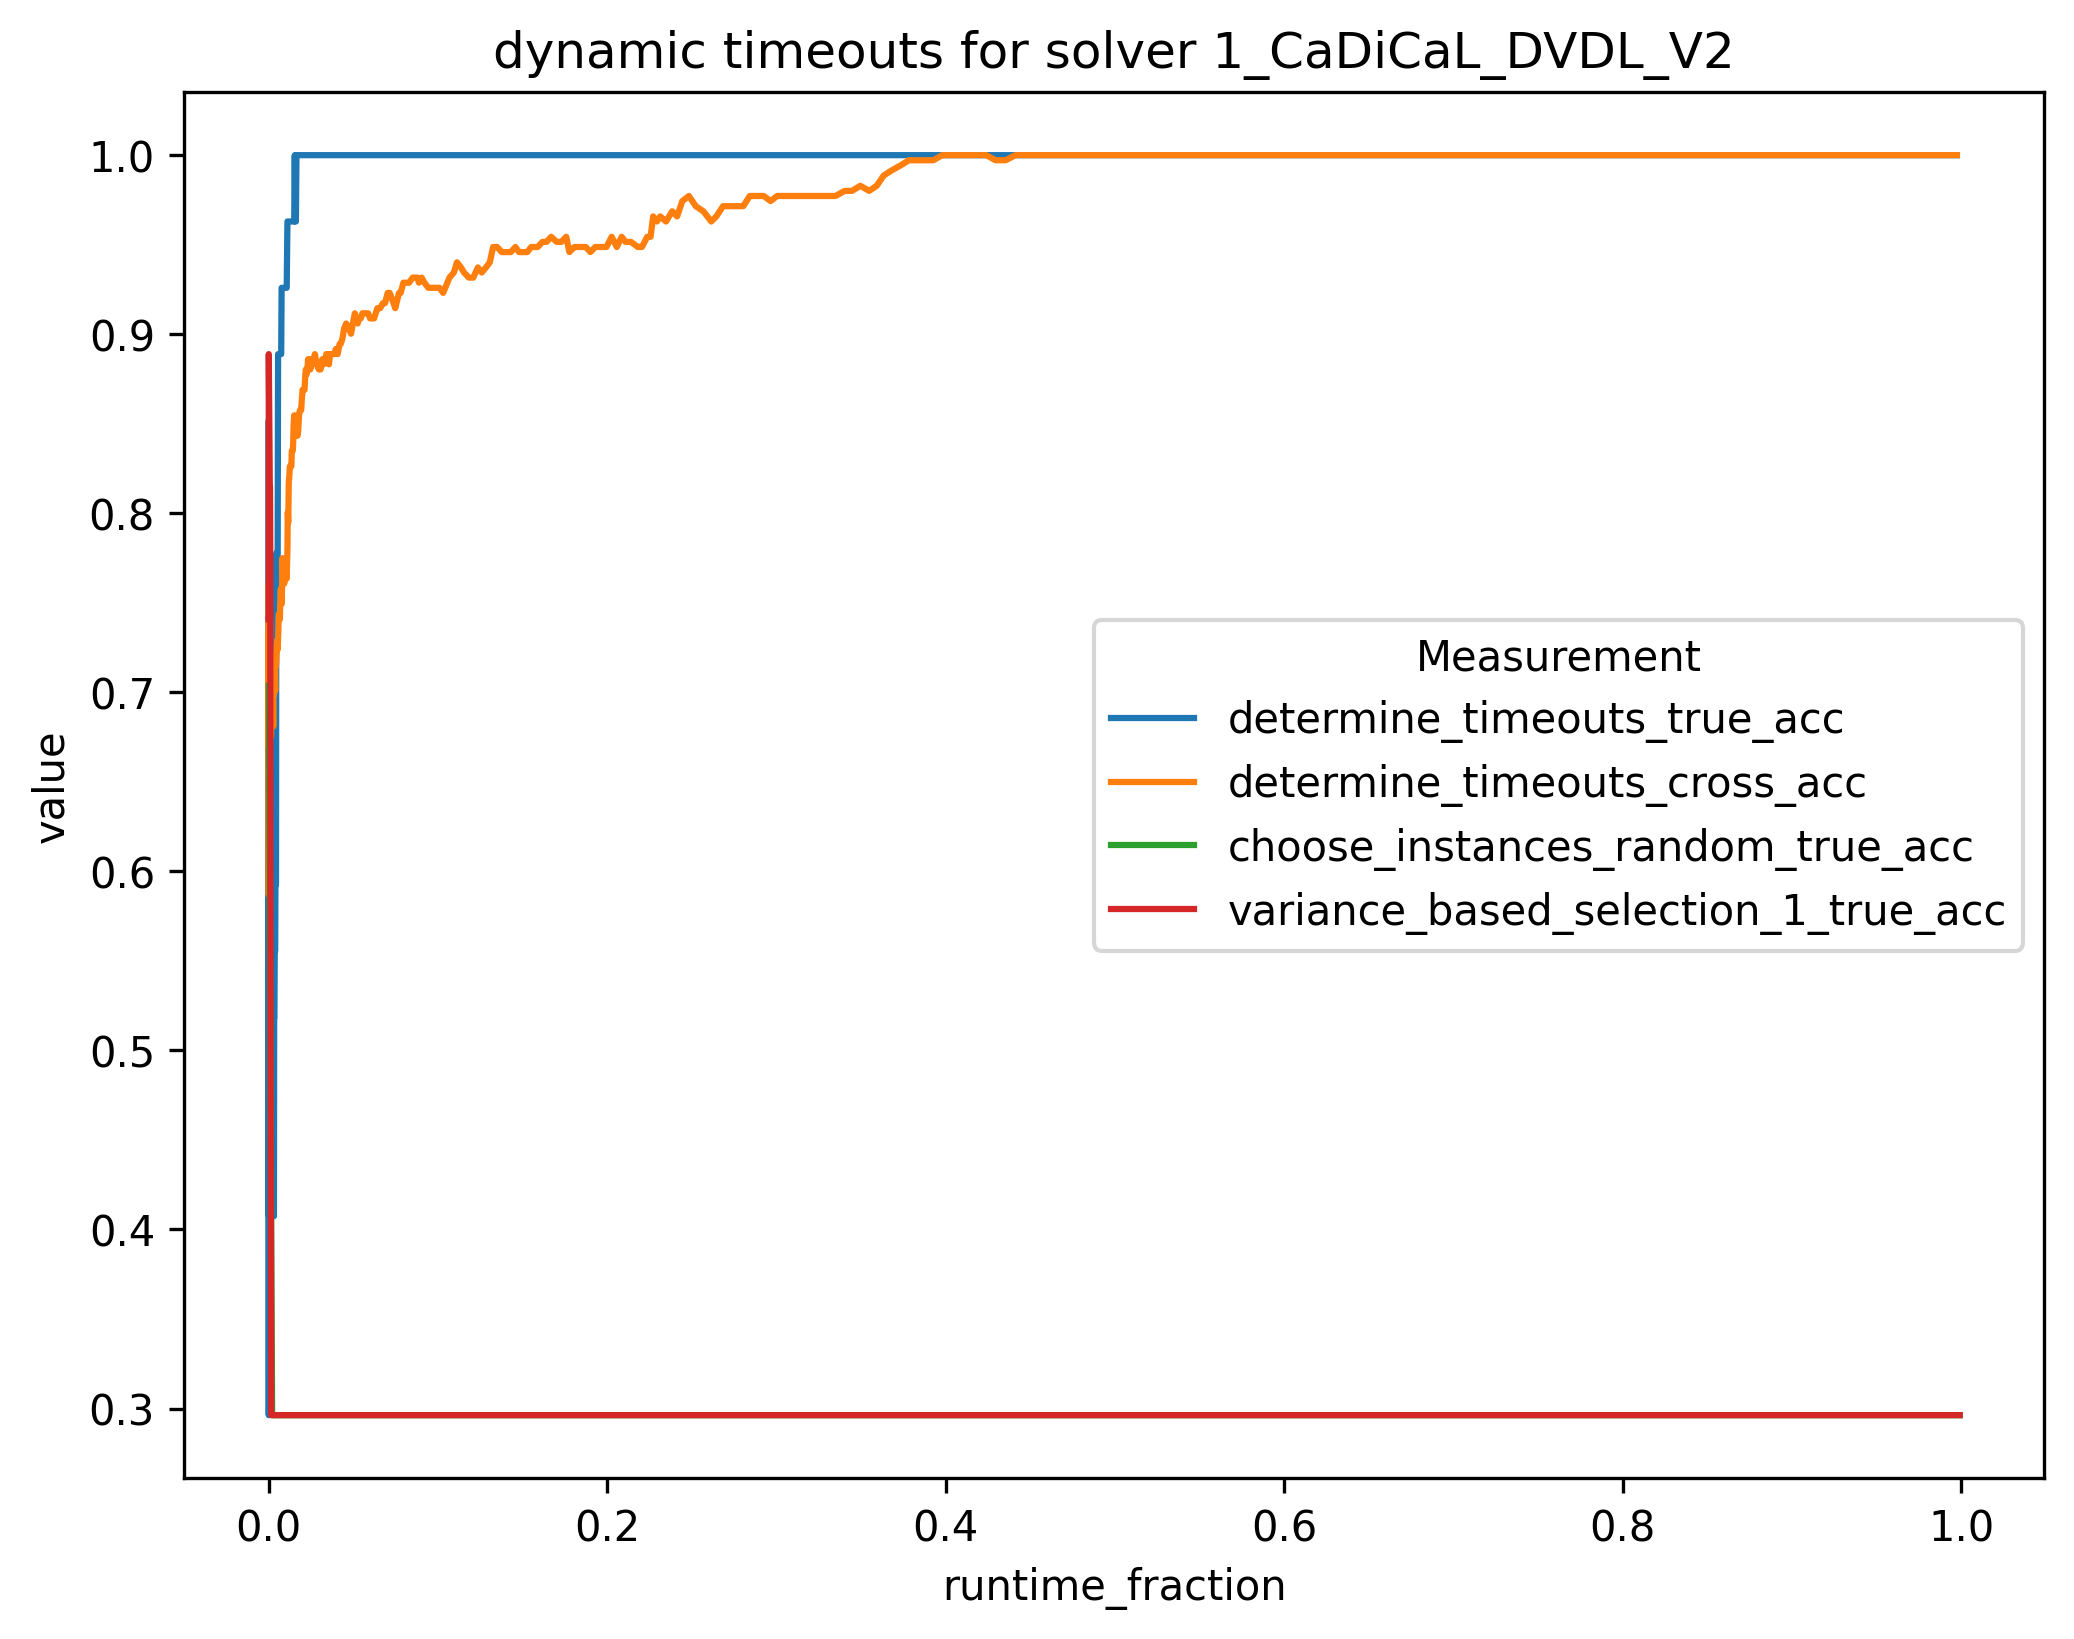 dynamic timeouts for solver 1_CaDiCaL_DVDL_V2
1.0
0.9
0.8
0.7
0.6
0.5
0.4
0.3
value
Measurement
determine_timeouts_true_acc
determine_timeouts_cross_acc
choose_instances_random_true_acc
variance_based_selection_1_true_acc
0.0 0.2 0.4 0.6 0.8 1.0
runtime_fraction